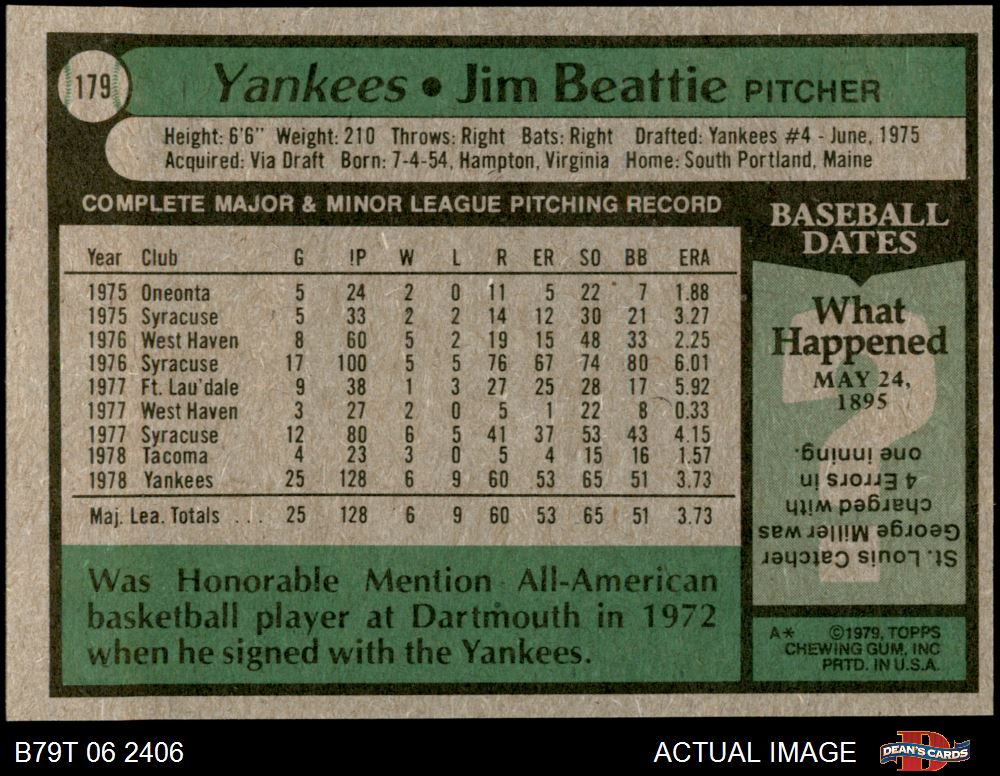 179
Yankees • Jim Beattie PITCHER
Height: 6'6" Weight: 210 Throws: Right Bats: Right Drafted: Yankees #4 - June, 1975
Acquired: Via Draft Born: 7-4-54, Hampton, Virginia Home: South Portland, Maine
COMPLETE MAJOR & MINOR LEAGUE PITCHING RECORD
Year Club G IP W L R ER SO BB ERA
1975 Oneonta 5 24 2 0 11 5 22 7 1.88
1975 Syracuse 5 33 2 2 14 12 30 21 3.27
1976 West Haven 8 60 5 2 19 15 48 33 2.25
1976 Syracuse 17 100 5 5 76 67 74 80 6.01
1977 Ft. Lau'dale 9 38 1 3 27 25 28 17 5.92
1977 West Haven 3 27 2 0 5 1 22 8 0.33
1977 Syracuse 12 80 6 5 41 37 53 43 4.15
1978 Tacoma 4 23 3 0 5 4 15 16 1.57
1978 Yankees 25 128 6 9 60 53 65 51 3.73
Maj. Lea. Totals ... 25 128 6 9 60 53 65 51 3.73
Was Honorable Mention All-American
basketball player at Dartmouth in 1972
when he signed with the Yankees.
BASEBALL
DATES
What
Happened
MAY 24,
1895
St. Louis Catcher
George Miller was
charged with
4 Errors in
one inning.
A* ©1979, TOPPS
CHEWING GUM, INC
PRTD. IN U.S.A.
B79T 06 2406
ACTUAL IMAGE
DEAN'S CARDS